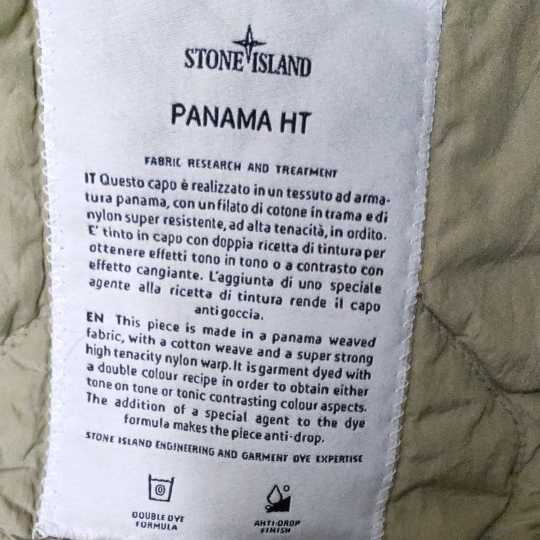 STONE ISLAND
PANAMA HT
FABRIC RESEARCH AND TREATMENT
IT Questo capo è realizzato in un tessuto ad arma-
tura panama, con un filato di cotone in trama e di
nylon super resistente, ad alta tenacità, in ordito.
E' tinto in capo con doppia ricetta di tintura per
ottenere effetti tono in tono o a contrasto con
effetto cangiante. L'aggiunta di uno speciale
agente alla ricetta di tintura rende il capo
anti goccia.
EN This piece is made in a panama weaved
fabric, with a cotton weave and a super strong
high tenacity nylon warp. It is garment dyed with
a double colour recipe in order to obtain either
tone on tone or tonic contrasting colour aspects.
The addition of a special agent to the dye
formula makes the piece anti-drop.
STONE ISLAND ENGINEERING AND GARMENT DYE EXPERTISE
DOUBLE DYE
FORMULA
ANTI-DROP
FINISH